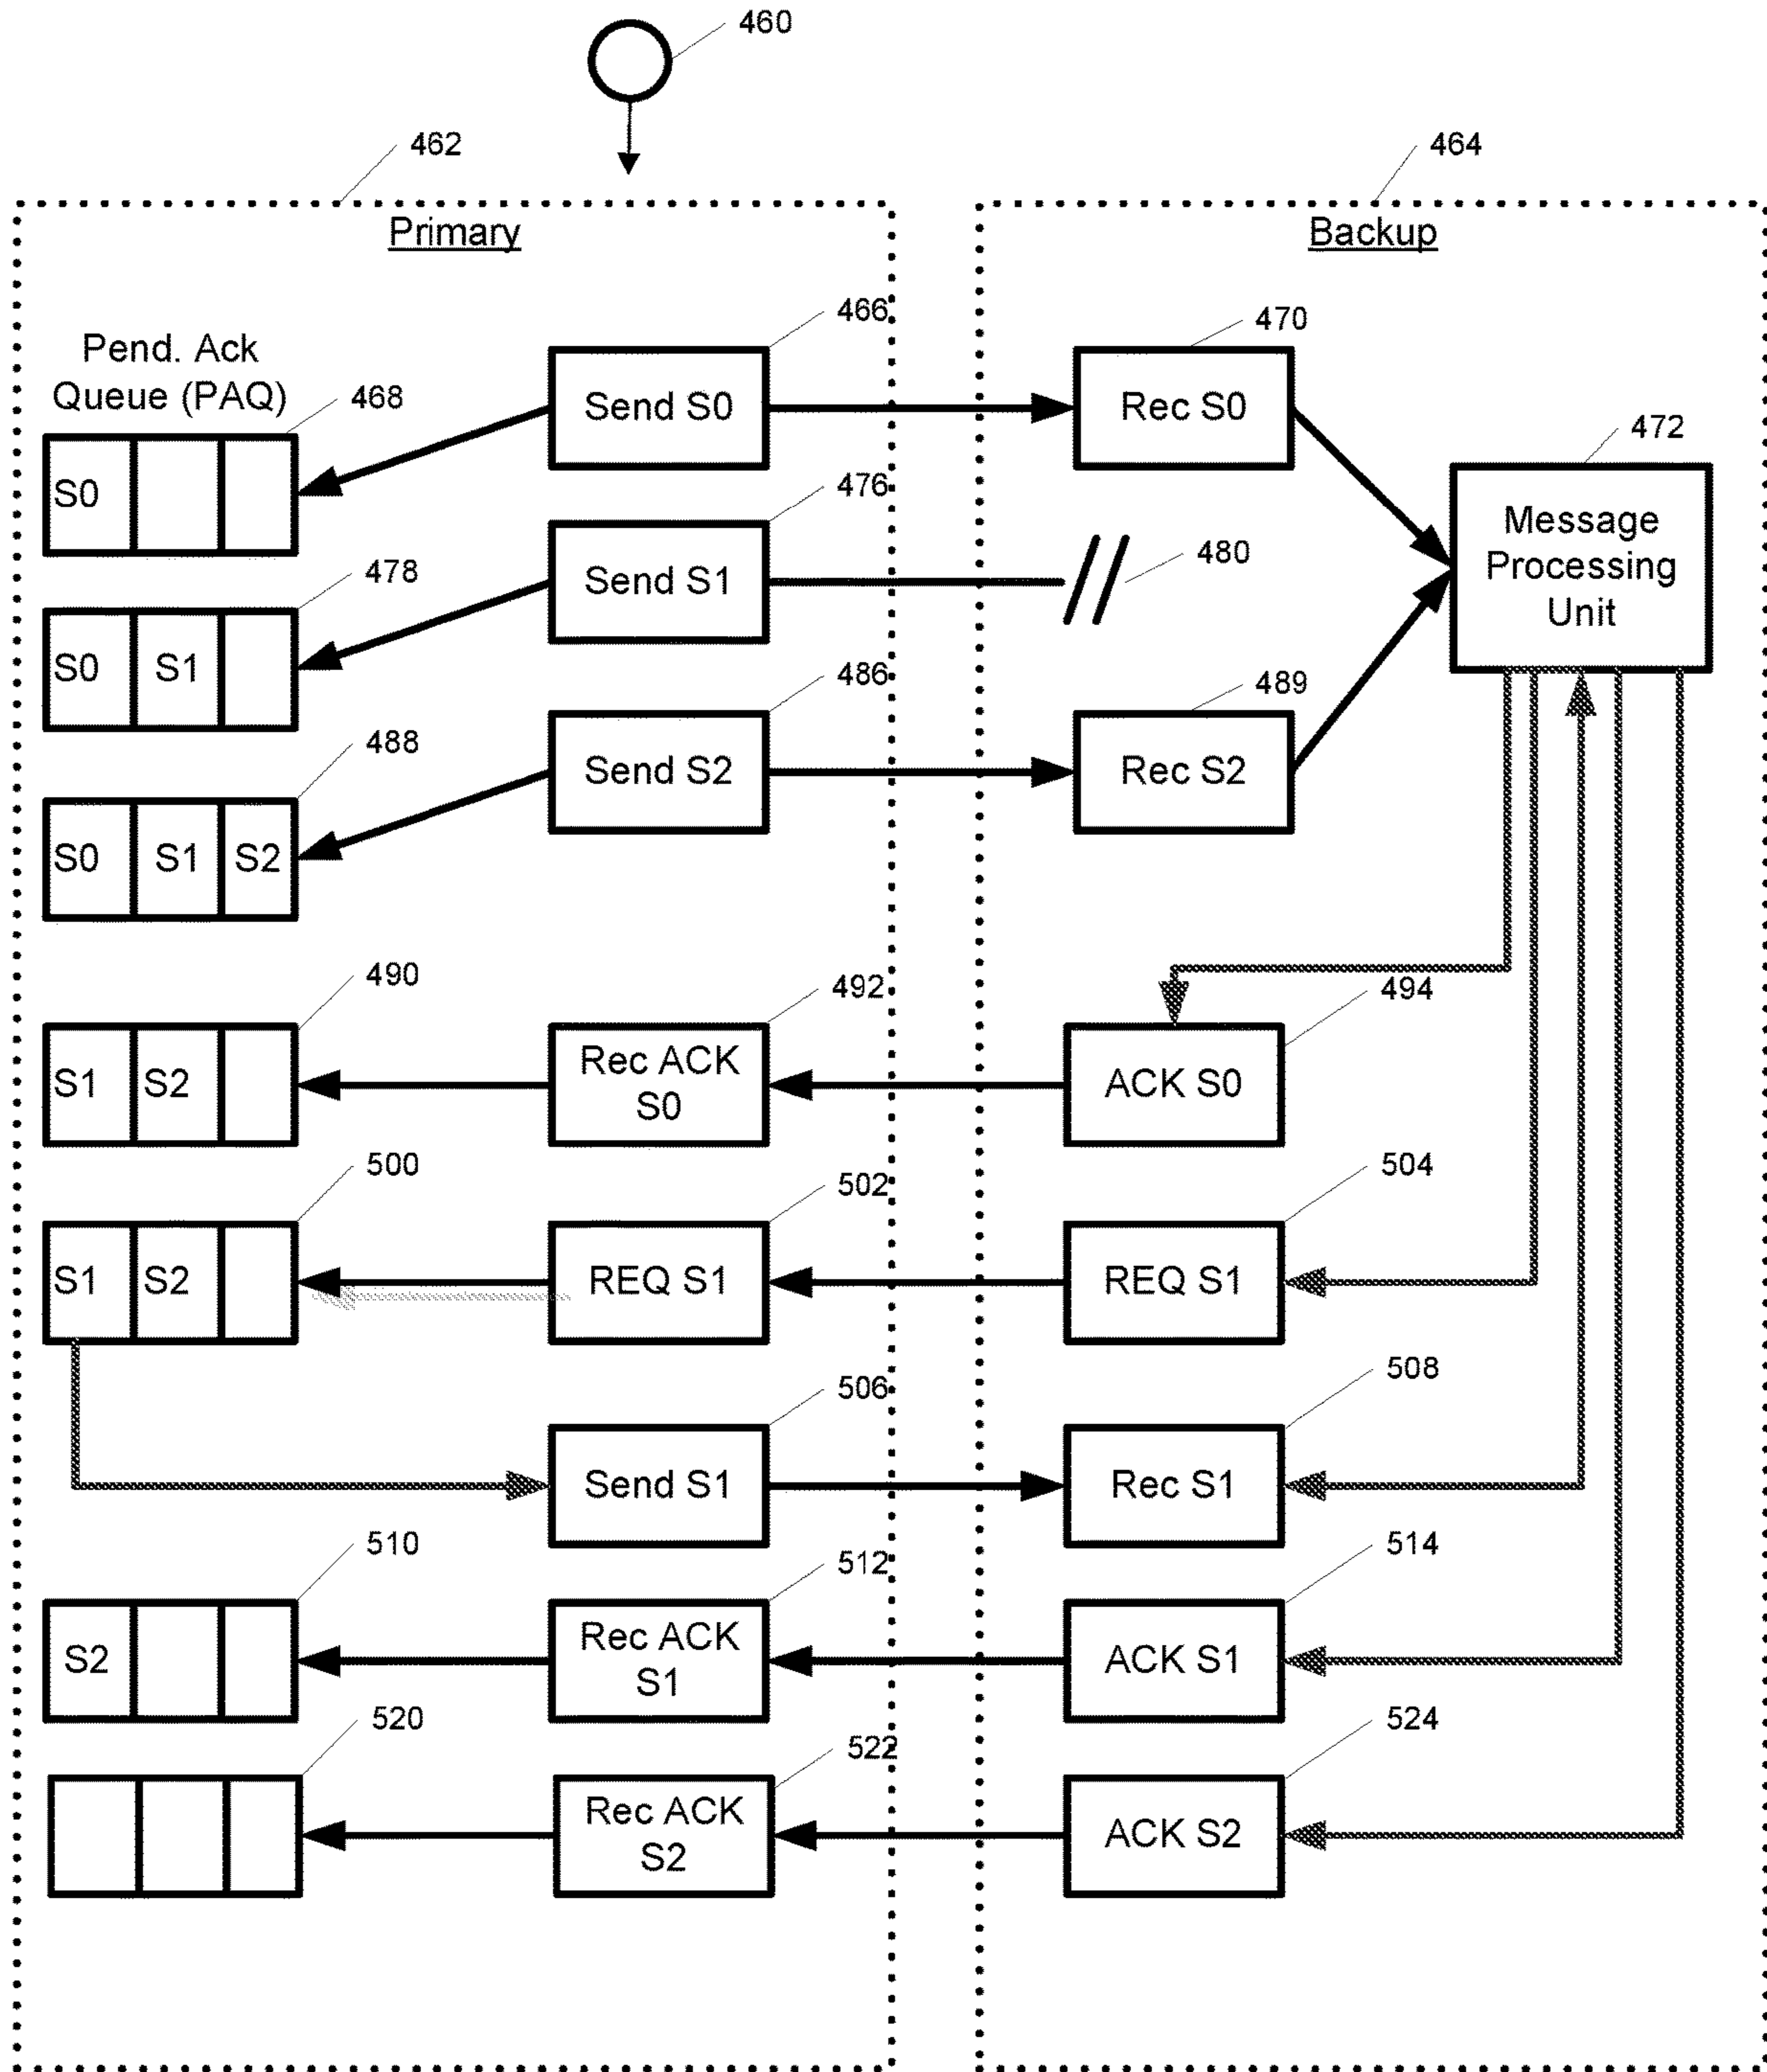 460
462
464
Primary
Backup
466
470
Pend. Ack
Queue (PAQ)
468
Send S0
Rec S0
472
S0
476
Message
Processing
Unit
478
Send S1
480
S0 S1
486
489
488
Send S2
Rec S2
S0 S1 S2
490
492
494
S1 S2
Rec ACK
S0
ACK S0
500
502
504
S1 S2
REQ S1
REQ S1
506
508
Send S1
Rec S1
510
512
514
S2
Rec ACK
S1
ACK S1
520
522
524
Rec ACK
S2
ACK S2